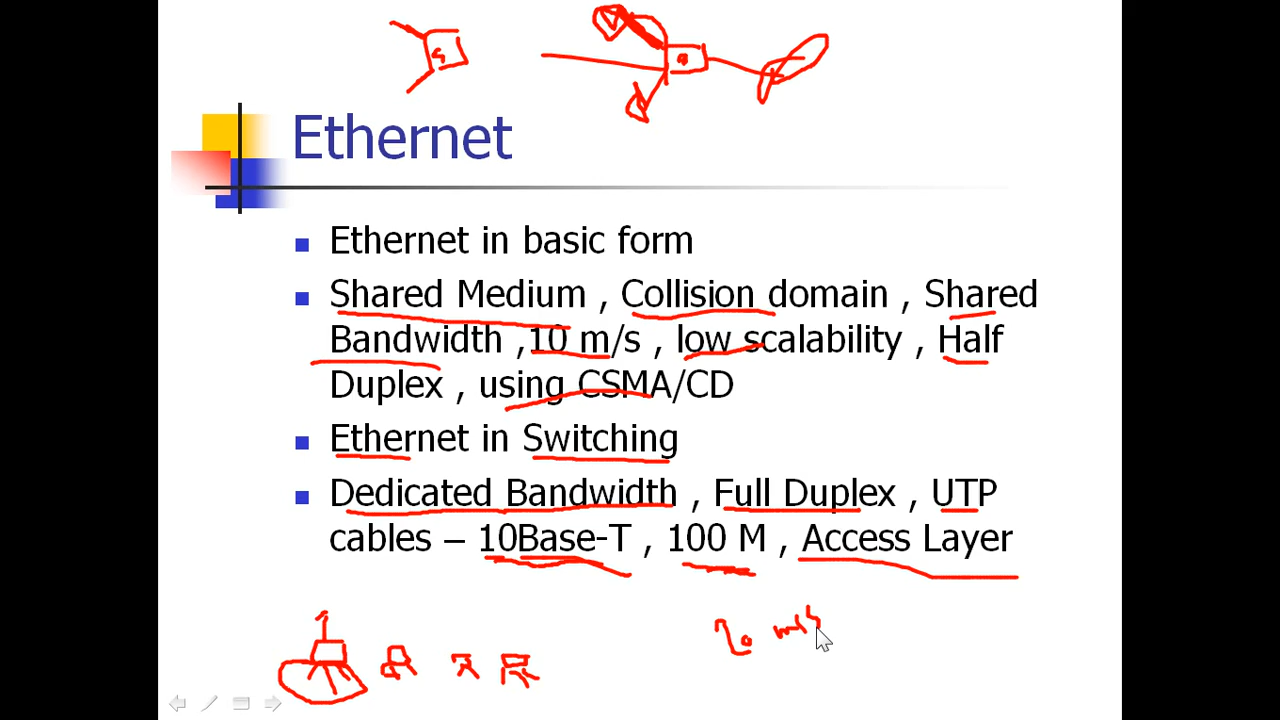 Ethernet
Ethernet in basic form
Shared Medium , Collision domain , Shared
Bandwidth ,10 m/s , low scalability , Half
Duplex , using CSMA/CD
Ethernet in Switching
Dedicated Bandwidth , Full Duplex , UTP
cables – 10Base-T , 100 M , Access Layer